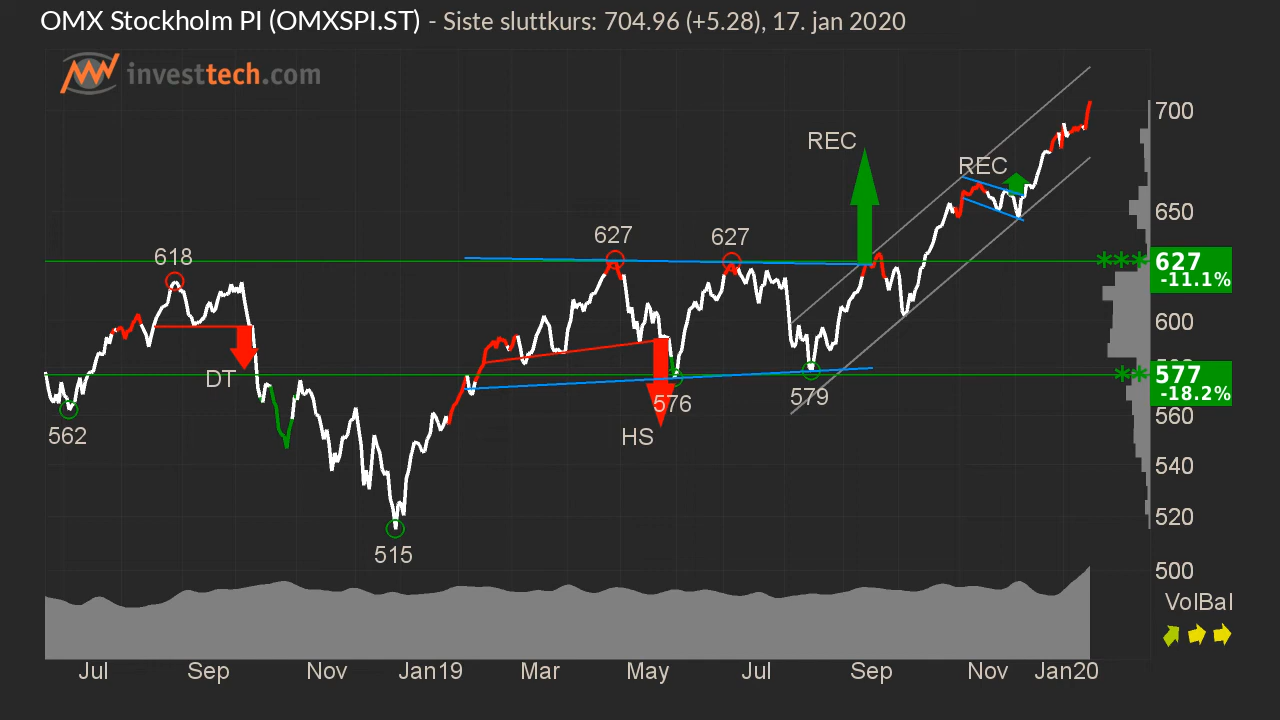 OMX Stockholm PI (OMXSPI.ST) - Siste sluttkurs: 704.96 (+5.28), 17. jan 2020
investtech.com
700
REC
REC
650
627
627
618
***
627
-11.1%
600
580
**
577
-18.2%
DT
562
576
579
560
HS
540
520
515
500
VolBal
Jul Sep Nov Jan19 Mar May Jul Sep Nov Jan20